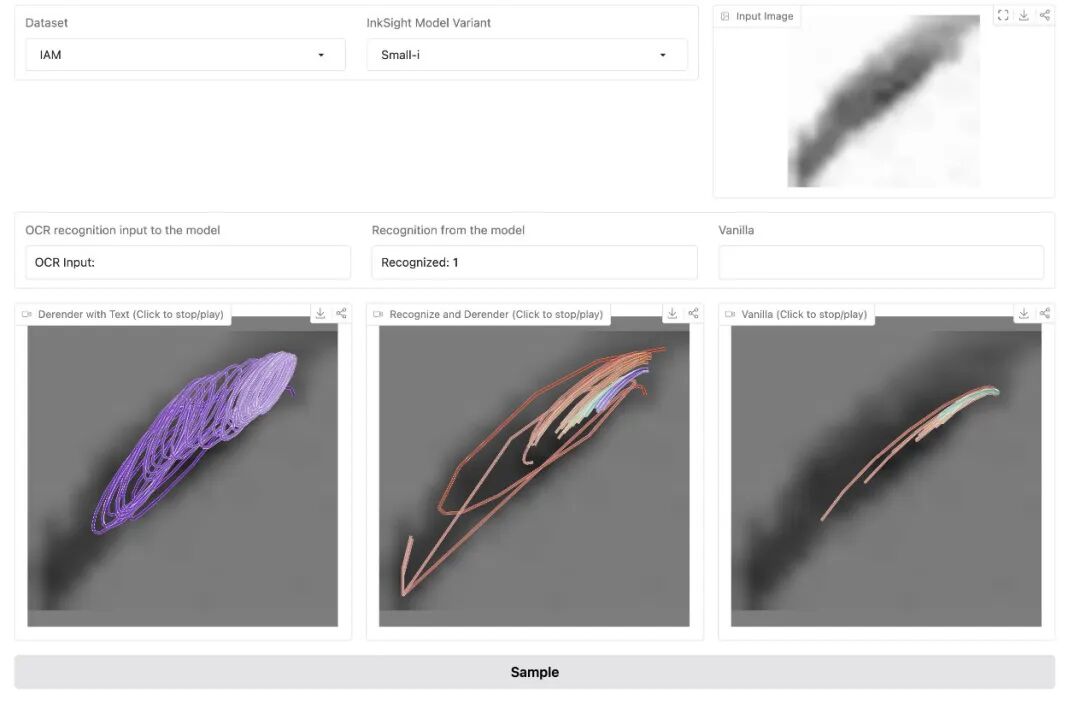 Dataset
InkSight Model Variant
Input Image
IAM
Small-i
OCR recognition input to the model
Recognition from the model
Vanilla
OCR Input:
Recognized: 1
Derender with Text (Click to stop/play)
Recognize and Derender (Click to stop/play)
Vanilla (Click to stop/play)
Sample